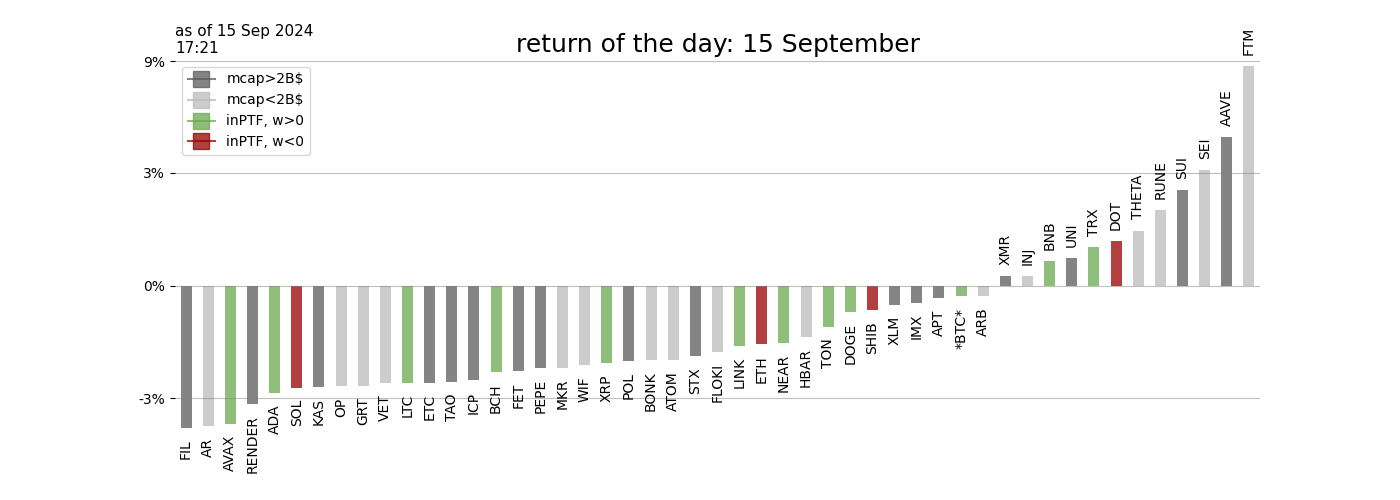 as of 15 Sep 2024
17:21
return of the day: 15 September
9%
3%
0%
-3%
mcap>2B$
mcap<2B$
inPTF, w>0
inPTF, w<0
FIL
AR
AVAX
RENDER
ADA
SOL
KAS
OP
GRT
VET
LTC
ETC
TAO
ICP
BCH
FET
PEPE
MKR
WIF
XRP
POL
BONK
ATOM
STX
FLOKI
LINK
ETH
NEAR
HBAR
TON
DOGE
SHIB
XLM
IMX
APT
*BTC*
ARB
XMR
INJ
BNB
UNI
TRX
DOT
THETA
RUNE
SUI
SEI
AAVE
FTM